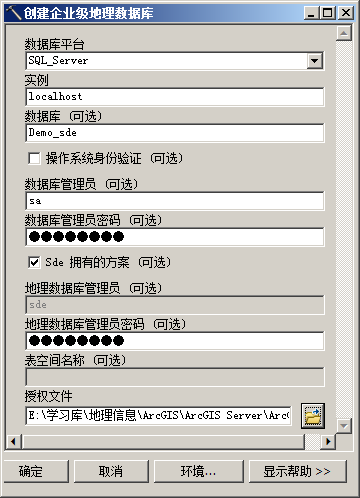 创建企业级地理数据库
数据库平台
SQL_Server
实例
localhost
数据库 (可选)
Demo_sde
操作系统身份验证 (可选)
数据库管理员 (可选)
sa
数据库管理员密码 (可选)
●●●●●●●●
Sde 拥有的方案 (可选)
地理数据库管理员 (可选)
sde
地理数据库管理员密码 (可选)
●●●●●●●●
表空间名称 (可选)
授权文件
E:\学习库\地理信息\ArcGIS\ArcGIS Server\Arc
确定 取消 环境... 显示帮助 >>